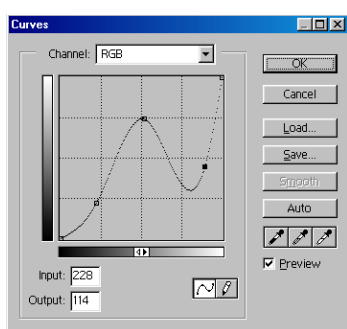 Curves
Channel: RGB
OK
Cancel
Load...
Save...
Smooth
Auto
Preview
Input: 228
Output: 114